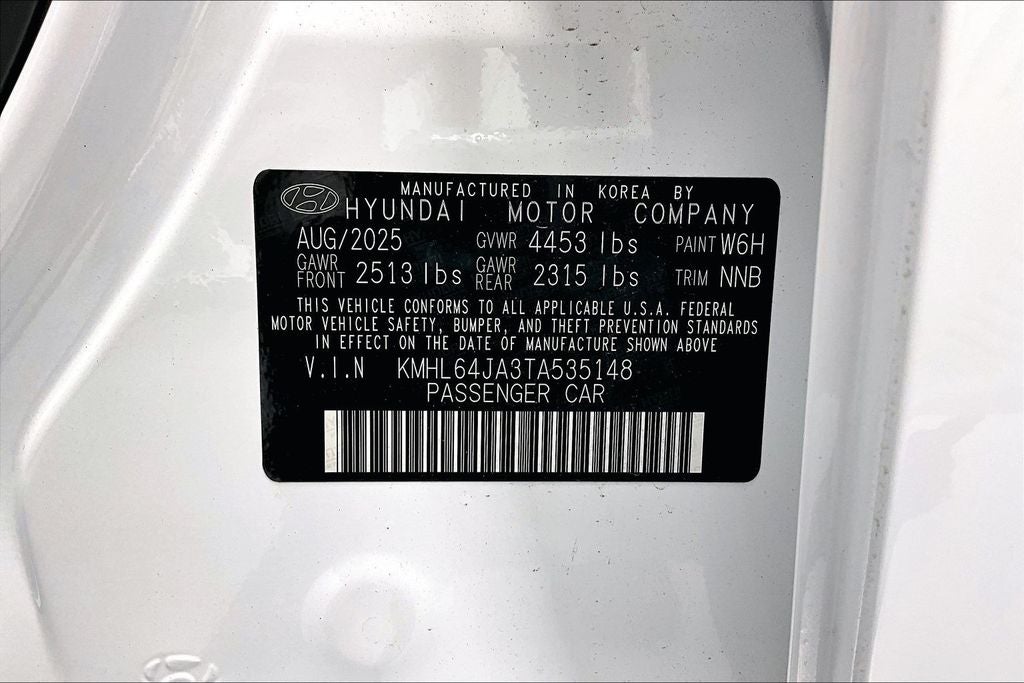 MANUFACTURED IN KOREA BY
HYUNDAI MOTOR COMPANY
AUG/2025 GVWR 4453 lbs PAINT W6H
GAWR FRONT 2513 lbs GAWR REAR 2315 lbs TRIM NNB
THIS VEHICLE CONFORMS TO ALL APPLICABLE U.S.A. FEDERAL
MOTOR VEHICLE SAFETY, BUMPER, AND THEFT PREVENTION STANDARDS
IN EFFECT ON THE DATE OF MANUFACTURE SHOWN ABOVE
V.I.N KMHL64JA3TA535148
PASSENGER CAR